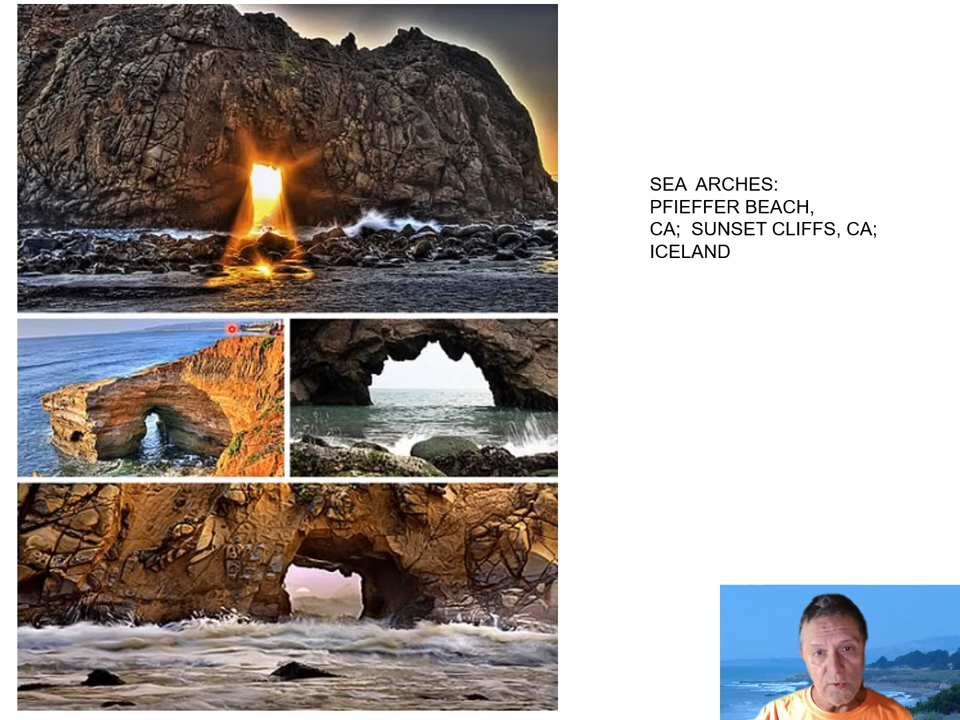 SEA  ARCHES:
PFIEFFER BEACH,
CA;  SUNSET CLIFFS, CA;
ICELAND